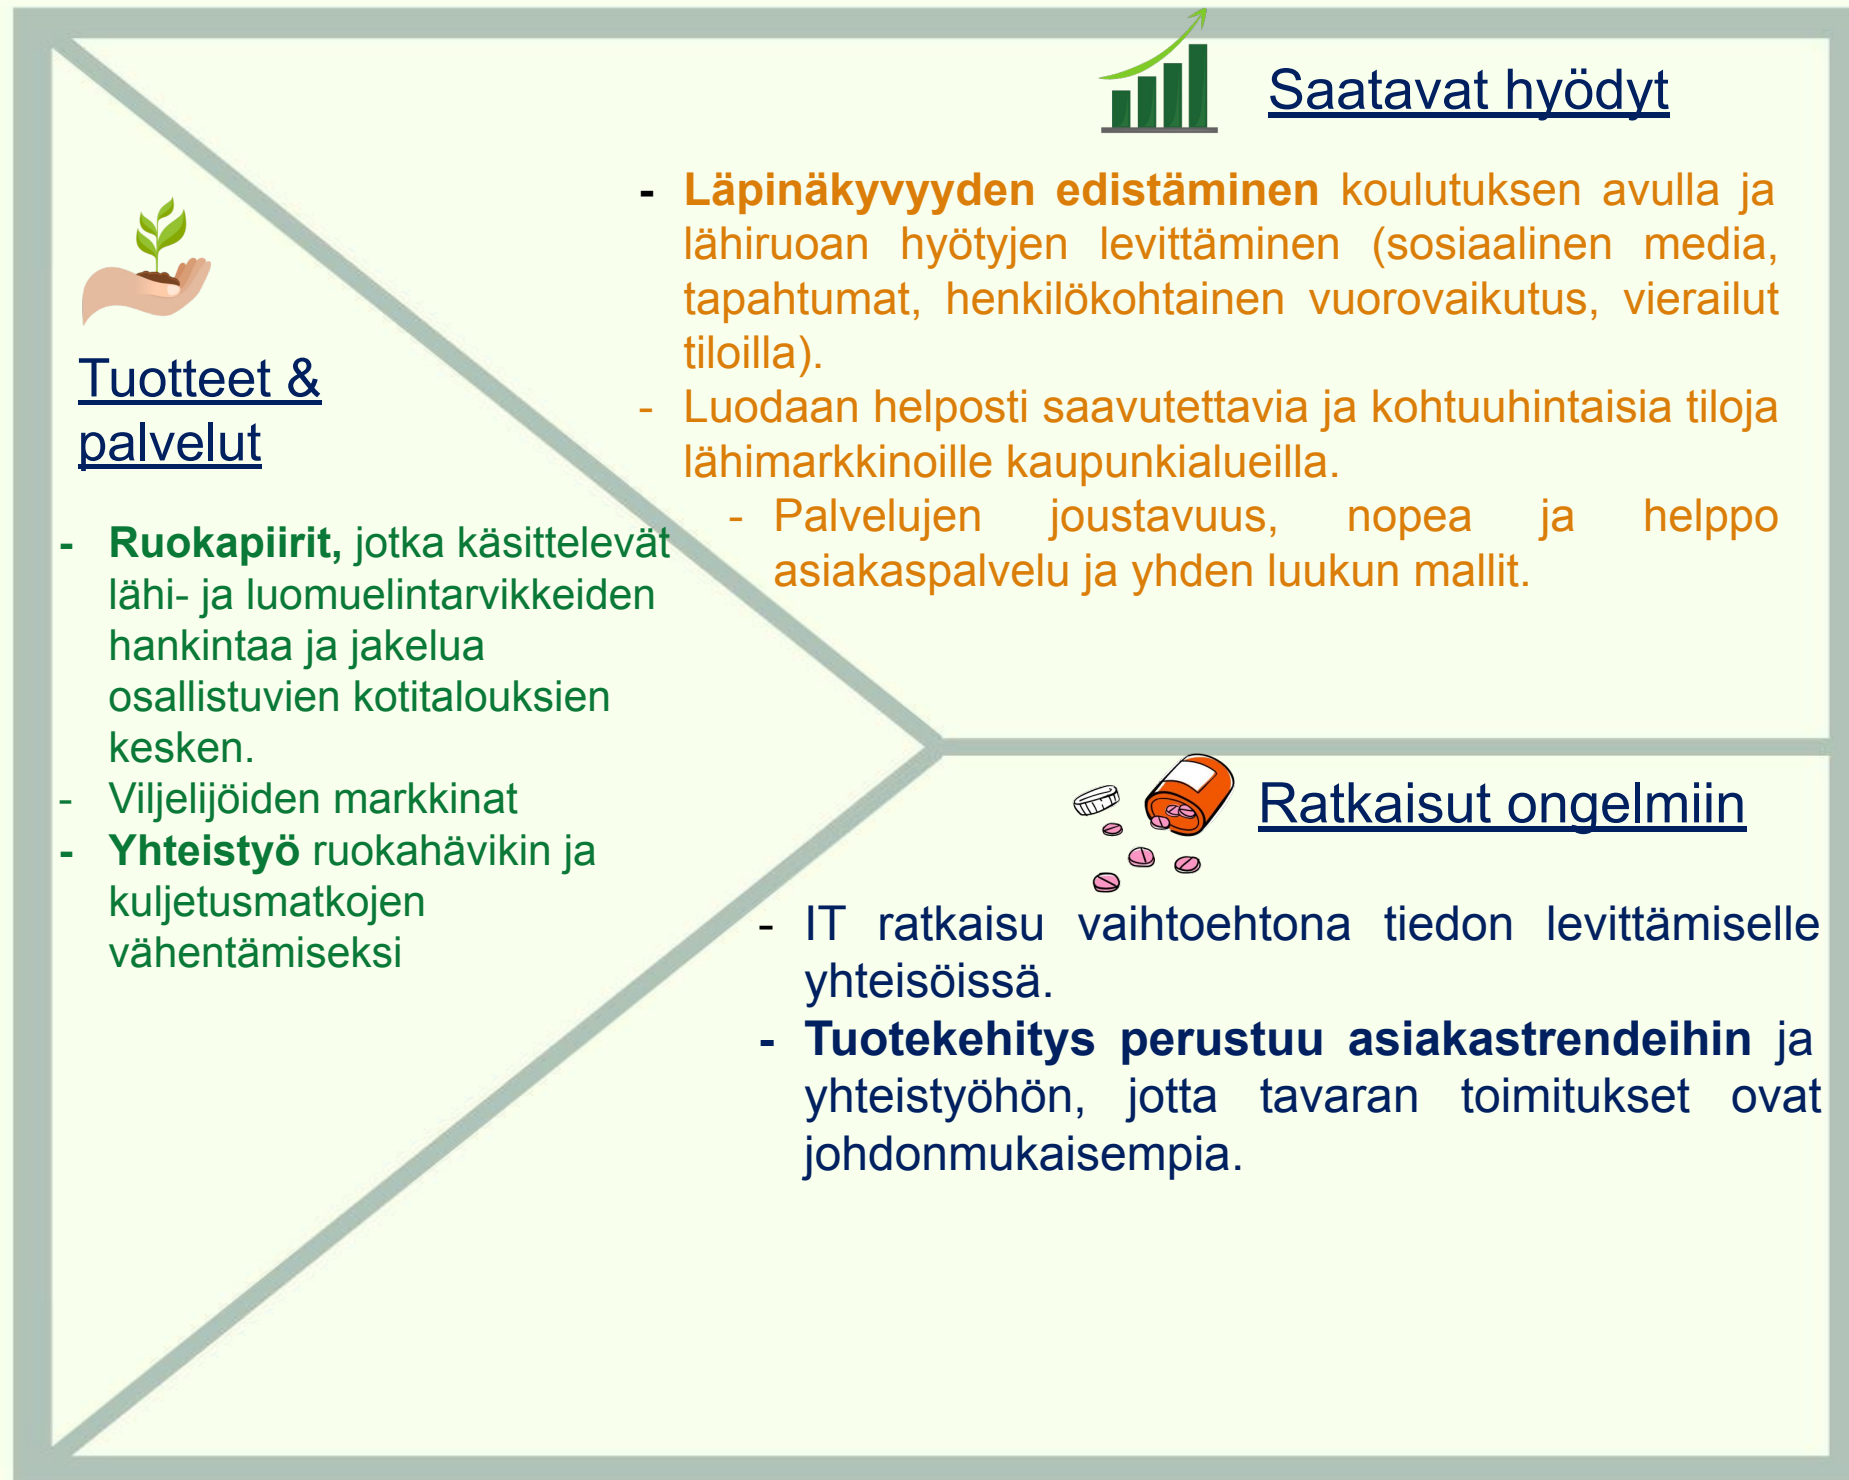 Saatavat hyödyt
- Läpinäkyvyyden edistäminen koulutuksen avulla ja
lähiruoan hyötyjen levittäminen (sosiaalinen media,
tapahtumat, henkilökohtainen vuorovaikutus, vierailut
tiloilla).
- Luodaan helposti saavutettavia ja kohtuuhintaisia tiloja
lähimarkkinoille kaupunkialueilla.
- Palvelujen joustavuus, nopea ja helppo
asiakaspalvelu ja yhden luukun mallit.
Tuotteet &
palvelut
- Ruokapiirit, jotka käsittelevät
lähi- ja luomuelintarvikkeiden
hankintaa ja jakelua
osallistuvien kotitalouksien
kesken.
- Viljelijöiden markkinat
- Yhteistyö ruokahävikin ja
kuljetusmatkojen
vähentämiseksi
Ratkaisut ongelmiin
- IT ratkaisu vaihtoehtona tiedon levittämiselle
yhteisöissä.
- Tuotekehitys perustuu asiakastrendeihin ja
yhteistyöhön, jotta tavaran toimitukset ovat
johdonmukaisempia.